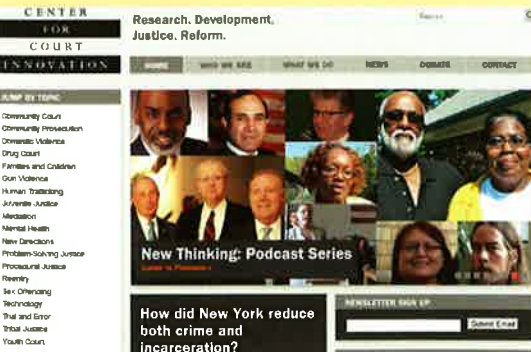 CENTER
FOR
COURT
INNOVATION
Research. Development.
Justice. Reform.
HOME
WHO WE ARE
WHAT WE DO
NEWS
DONATE
CONTACT
JUMP BY TOPIC
Community Court
Community Prosecution
Domestic Violence
Drug Court
Families and Children
Gun Violence
Human Trafficking
Juvenile Justice
Mediation
Mental Health
New Directions
Problem-Solving Justice
Procedural Justice
Reentry
Sex Offending
Technology
Trial and Error
Tribal Justice
Youth Court
New Thinking: Podcast Series
Listen to Podcasts
How did New York reduce
both crime and
incarceration?
NEWSLETTER SIGN UP
Submit Email